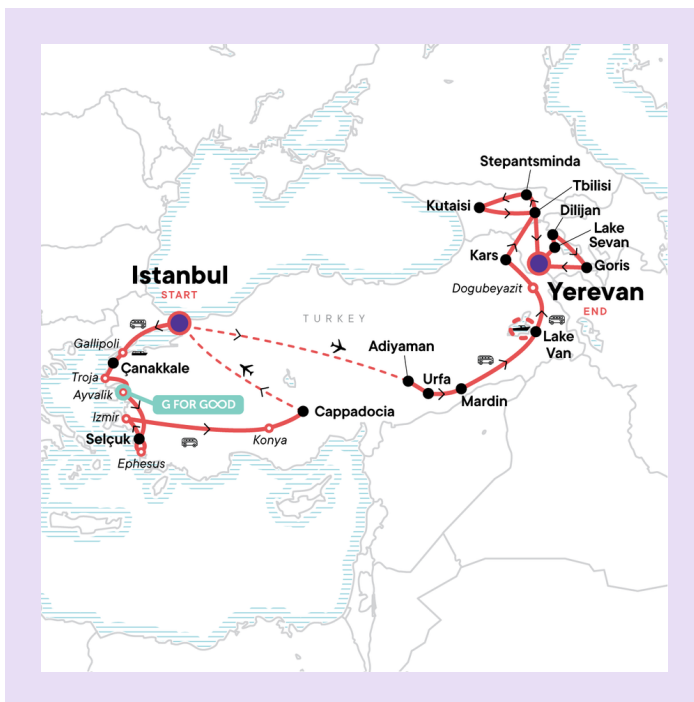 Stepantsminda
Tbilisi
Kutaisi
Dilijan
Lake
Sevan
Kars
Goris
Istanbul
START
Dogubeyazit
Yerevan
END
TURKEY
Gallipoli
Lake
Van
Adiyaman
Çanakkale
Troja
Urfa
Ayvalik
G FOR GOOD
Mardin
Izmir
Cappadocia
Selçuk
Konya
Ephesus